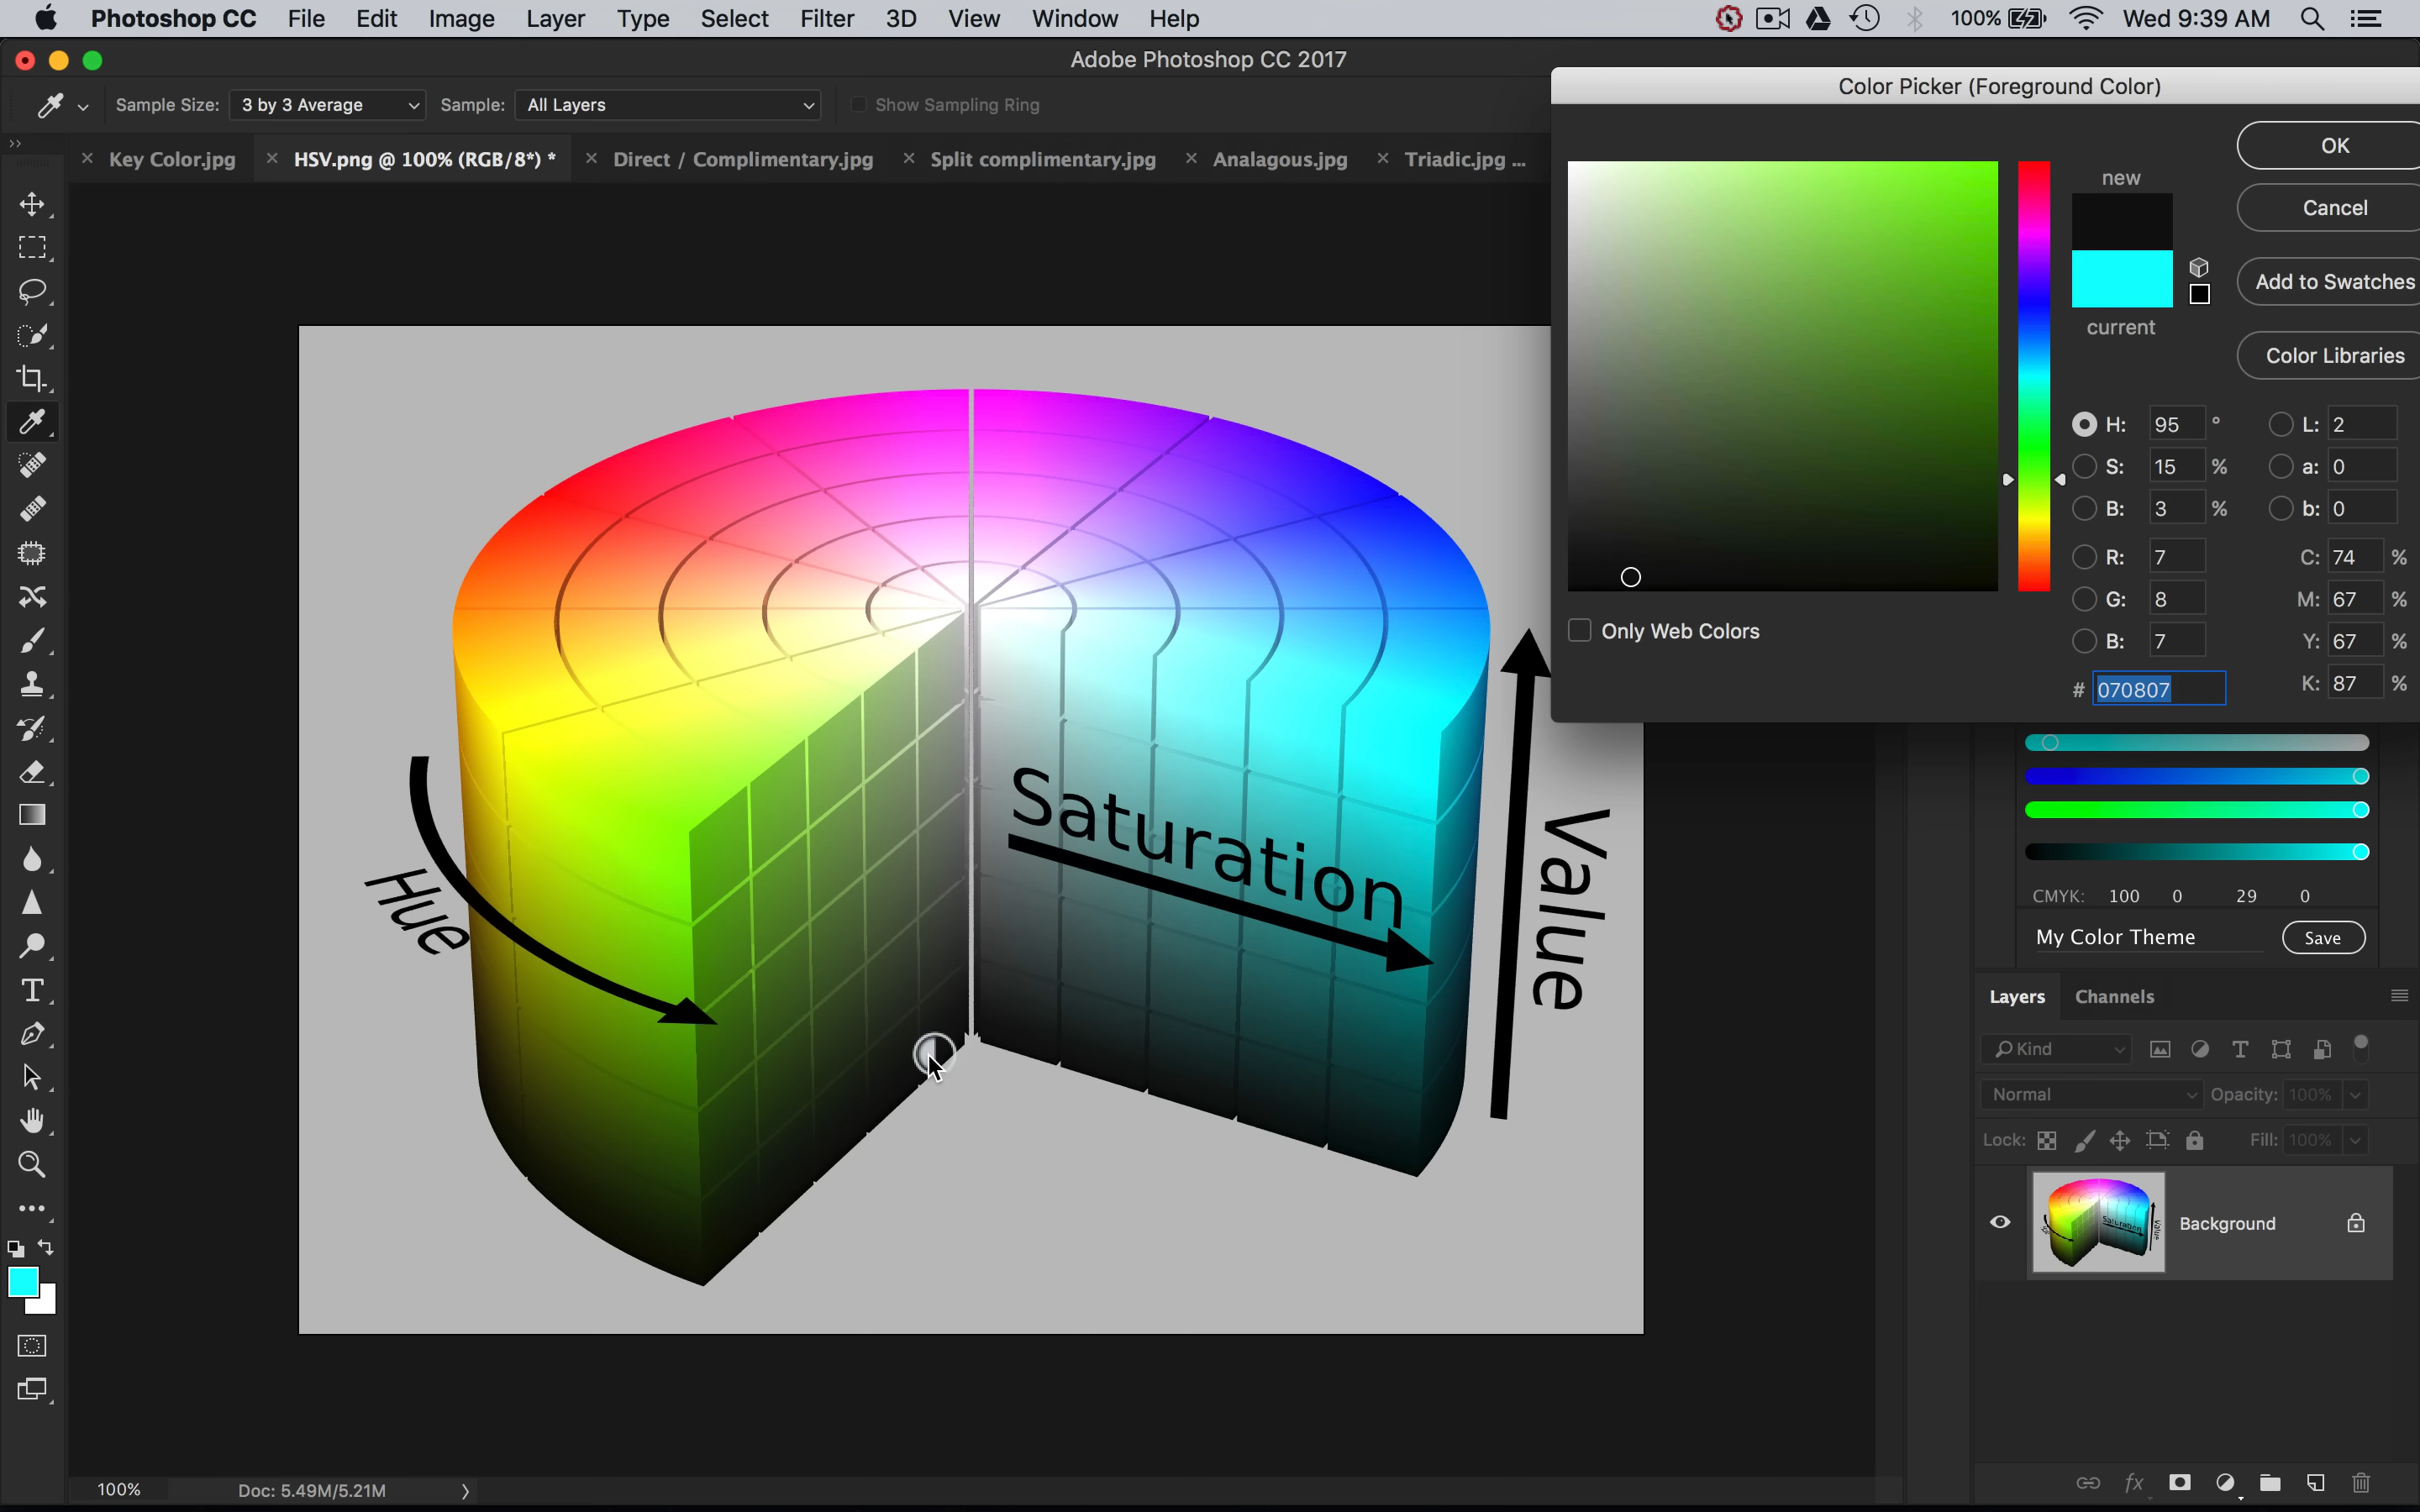 Photoshop CC File Edit Image Layer Type Select Filter 3D View Window Help 100% Wed 9:39 AM
Adobe Photoshop CC 2017
Sample Size: 3 by 3 Average Sample: All Layers Show Sampling Ring
Key Color.jpg HSV.png @ 100% (RGB/8*) * Direct / Complimentary.jpg Split complimentary.jpg Analagous.jpg Triadic.jpg ...
Color Picker (Foreground Color)
new
current
OK
Cancel
Add to Swatches
Color Libraries
H: 95 ° L: 2
S: 15 % a: 0
B: 3 % b: 0
R: 7 C: 74 %
G: 8 M: 67 %
B: 7 Y: 67 %
# 070807 K: 87 %
Only Web Colors
Hue
Saturation
Value
CMYK: 100 0 29 0
My Color Theme Save
Layers Channels
Kind
Normal Opacity: 100%
Lock: Fill: 100%
Background
fx
100% Doc: 5.49M/5.21M